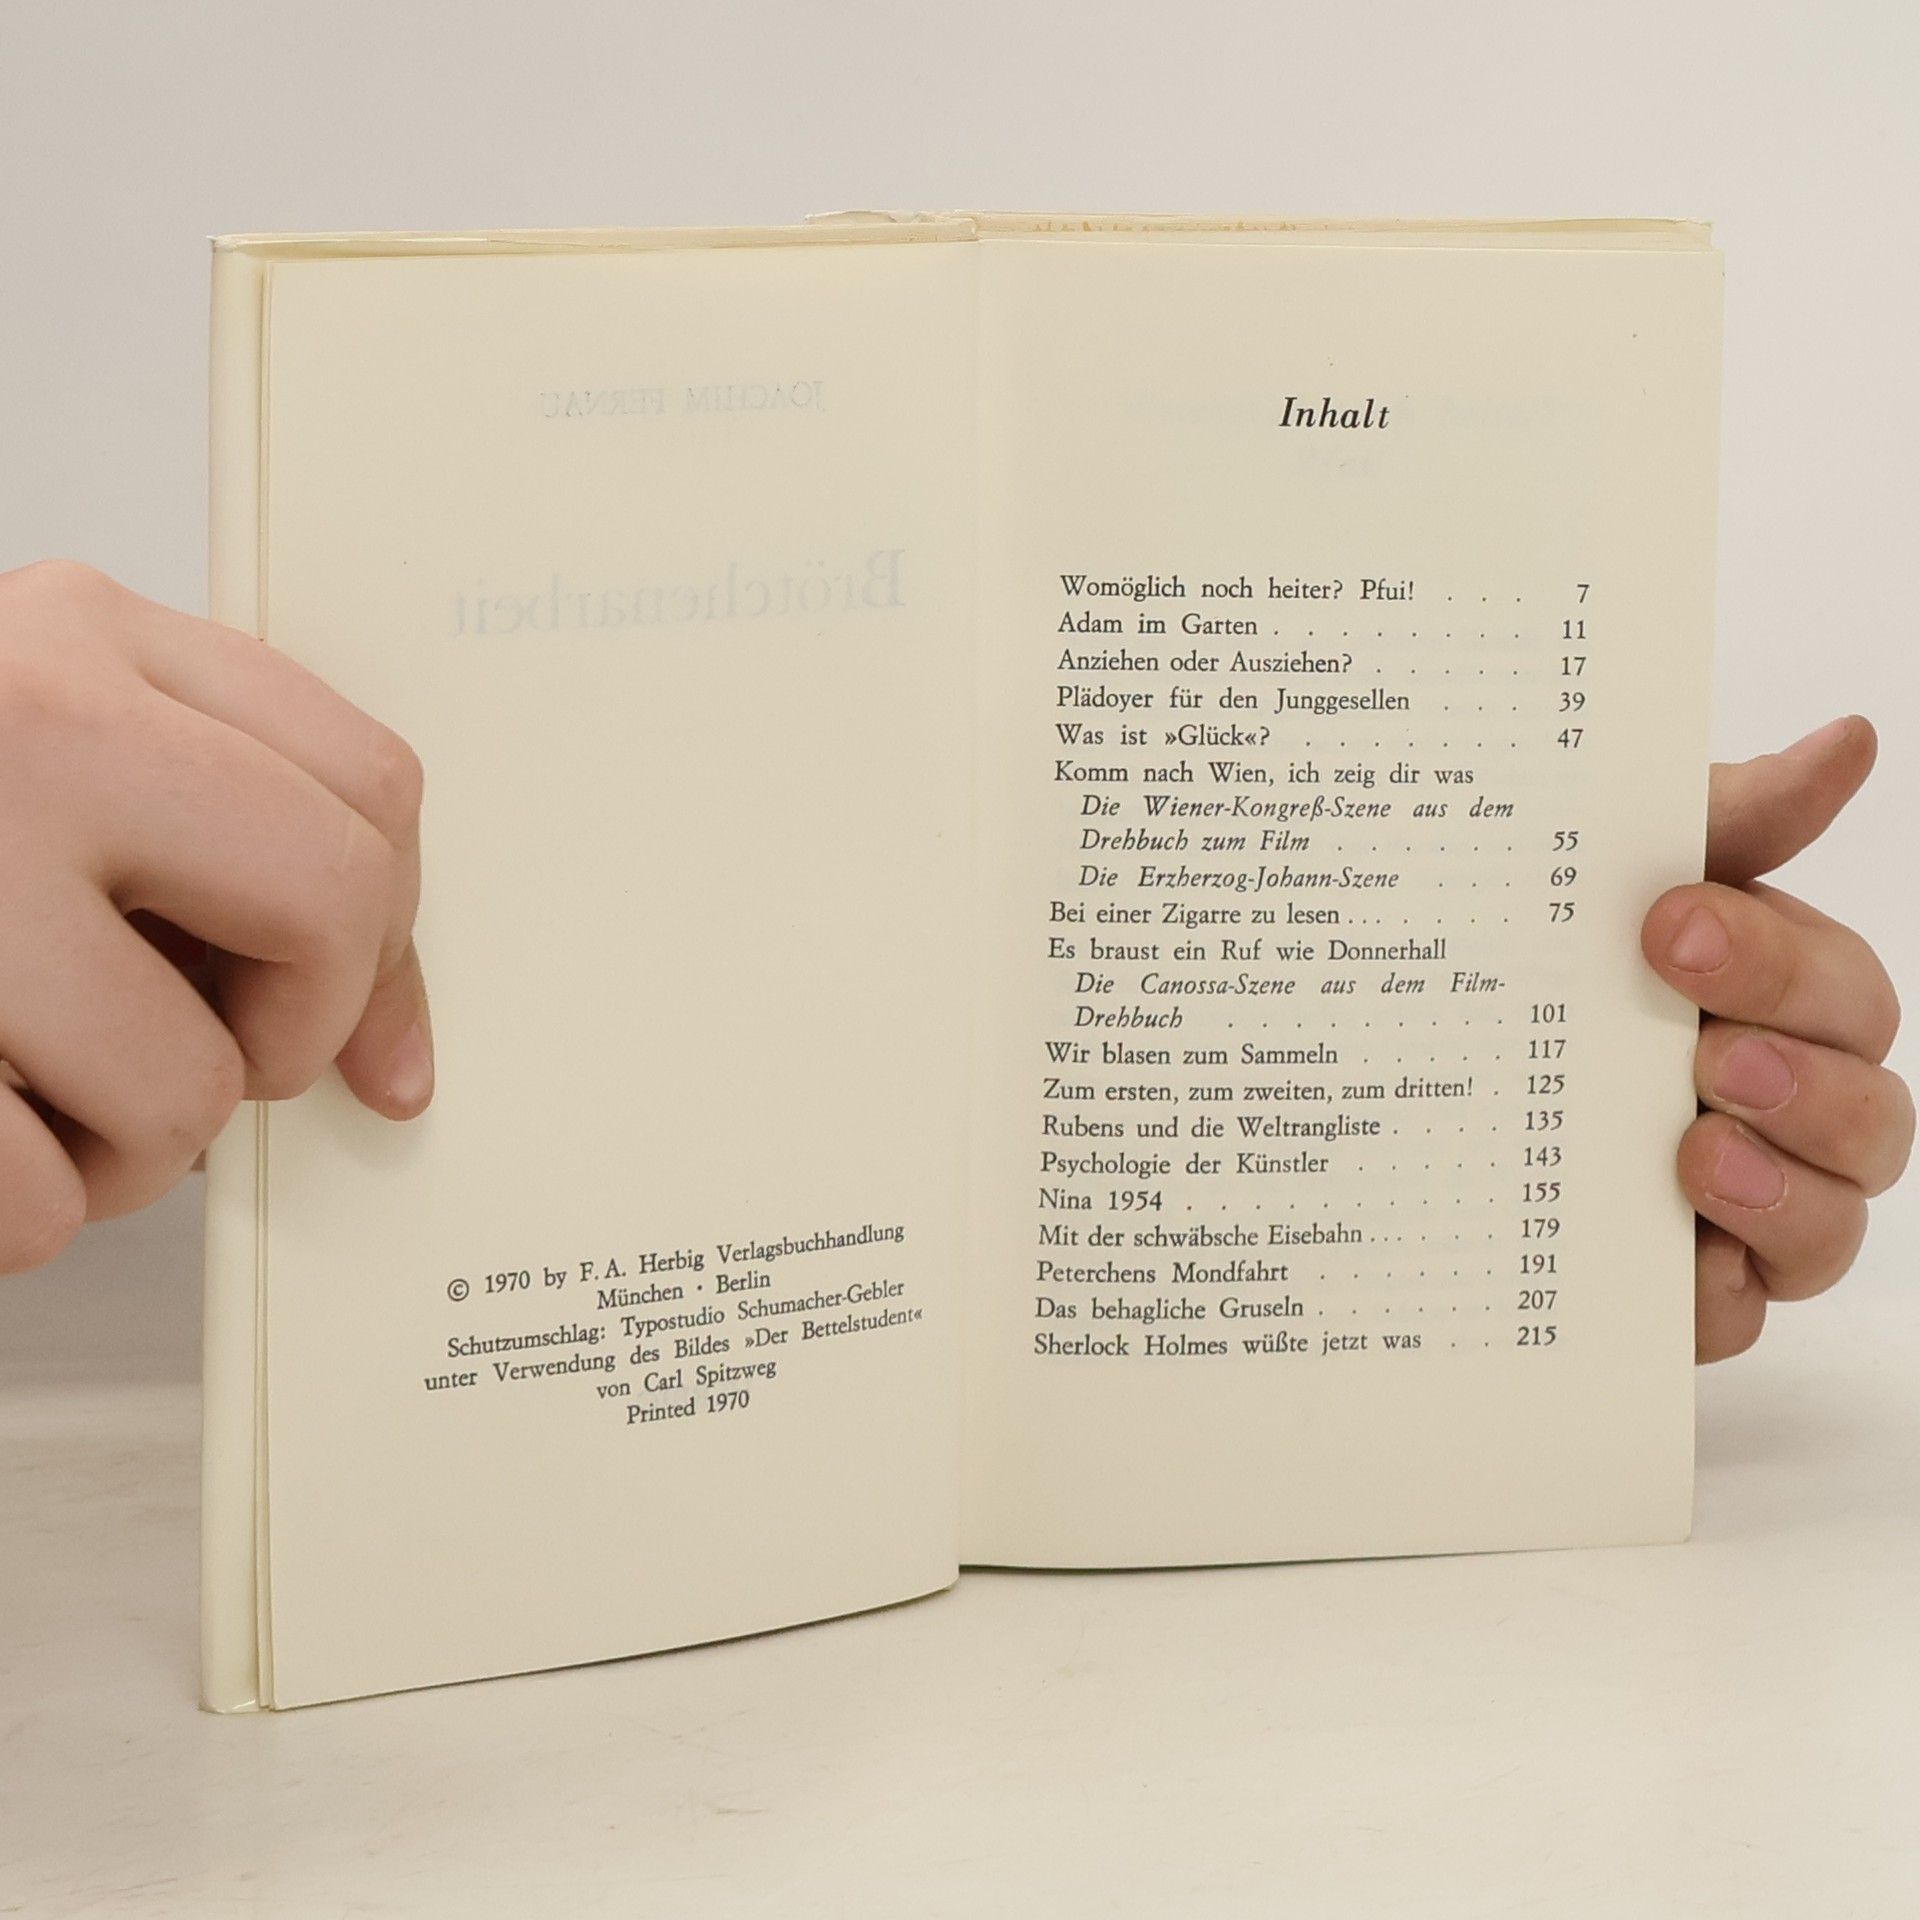 JOACHIM FERNAU
Brötchenarbeit
© 1970 by F. A. Herbig Verlagsbuchhandlung
München · Berlin
Schutzumschlag: Typostudio Schumacher-Gebler
unter Verwendung des Bildes »Der Bettelstudent«
von Carl Spitzweg
Printed 1970
Inhalt
Womöglich noch heiter? Pfui! . . . 7
Adam im Garten . . . . . . . . 11
Anziehen oder Ausziehen? . . . . . 17
Plädoyer für den Junggesellen . . . 39
Was ist »Glück«? . . . . . . . 47
Komm nach Wien, ich zeig dir was
Die Wiener-Kongreß-Szene aus dem
Drehbuch zum Film . . . . . . 55
Die Erzherzog-Johann-Szene . . . 69
Bei einer Zigarre zu lesen ... . . . . 75
Es braust ein Ruf wie Donnerhall
Die Canossa-Szene aus dem Film-
Drehbuch . . . . . . . . . 101
Wir blasen zum Sammeln . . . . . 117
Zum ersten, zum zweiten, zum dritten! . 125
Rubens und die Weltrangliste . . . . 135
Psychologie der Künstler . . . . . 143
Nina 1954 . . . . . . . . . . 155
Mit der schwäbsche Eisebahn ... . . . 179
Peterchens Mondfahrt . . . . . . 191
Das behagliche Gruseln . . . . . . 207
Sherlock Holmes wüßte jetzt was . . 215